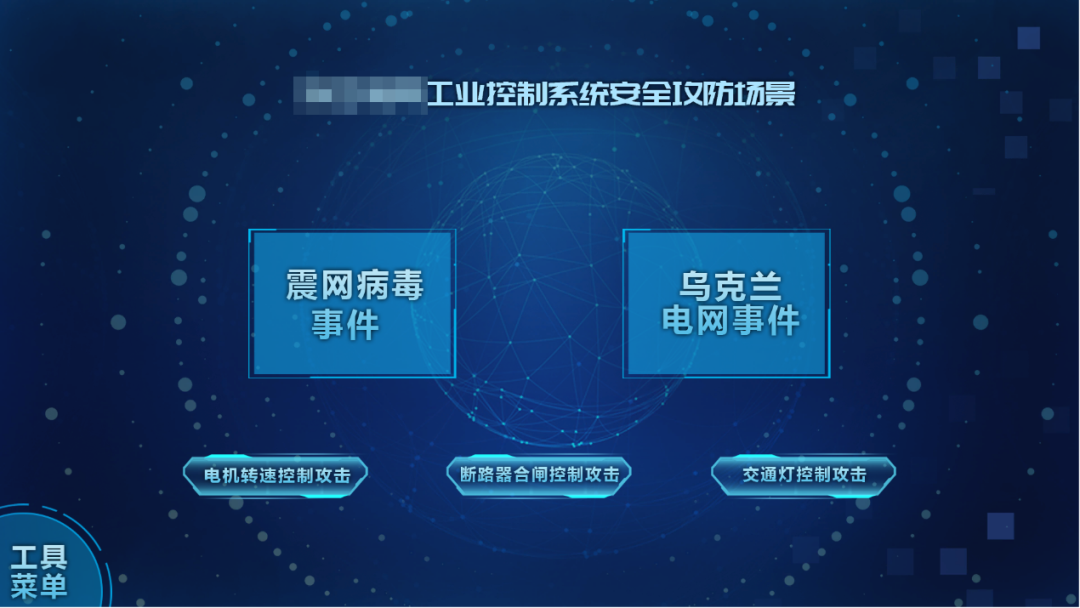 工业控制系统安全攻防场景
震网病毒
事件
乌克兰
电网事件
电机转速控制攻击
断路器合闸控制攻击
交通灯控制攻击
工具
菜单